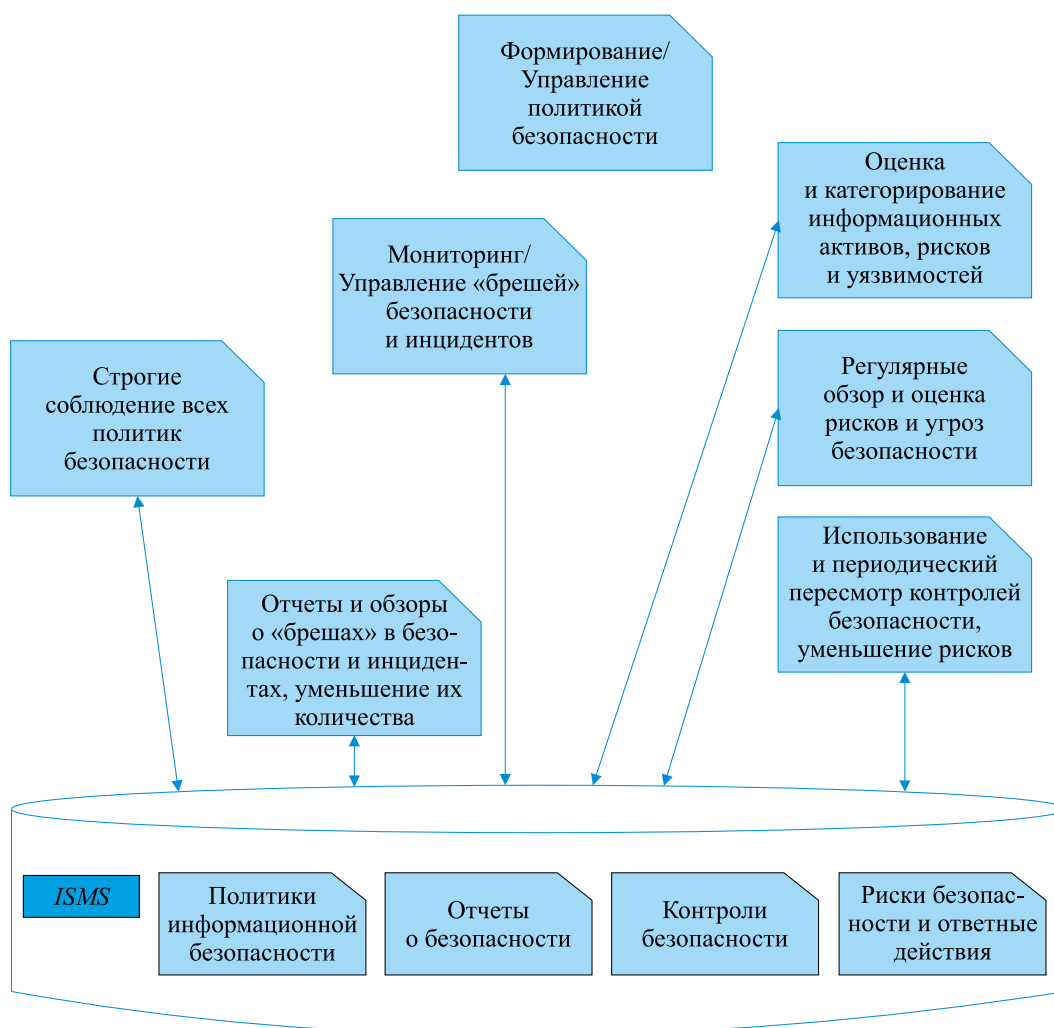 Формирование/
Управление
политикой
безопасности
Оценка
и категорирование
информационных
активов, рисков
и уязвимостей
Мониторинг/
Управление «брешей»
безопасности
и инцидентов
Строгие
соблюдение всех
политик
безопасности
Регулярные
обзор и оценка
рисков и угроз
безопасности
Использование
и периодический
пересмотр контролей
безопасности,
уменьшение рисков
Отчеты и обзоры
о «брешах» в безо-
пасности и инциден-
тах, уменьшение их
количества
ISMS
Политики
информационной
безопасности
Отчеты
о безопасности
Контроли
безопасности
Риски безопас-
ности и ответные
действия